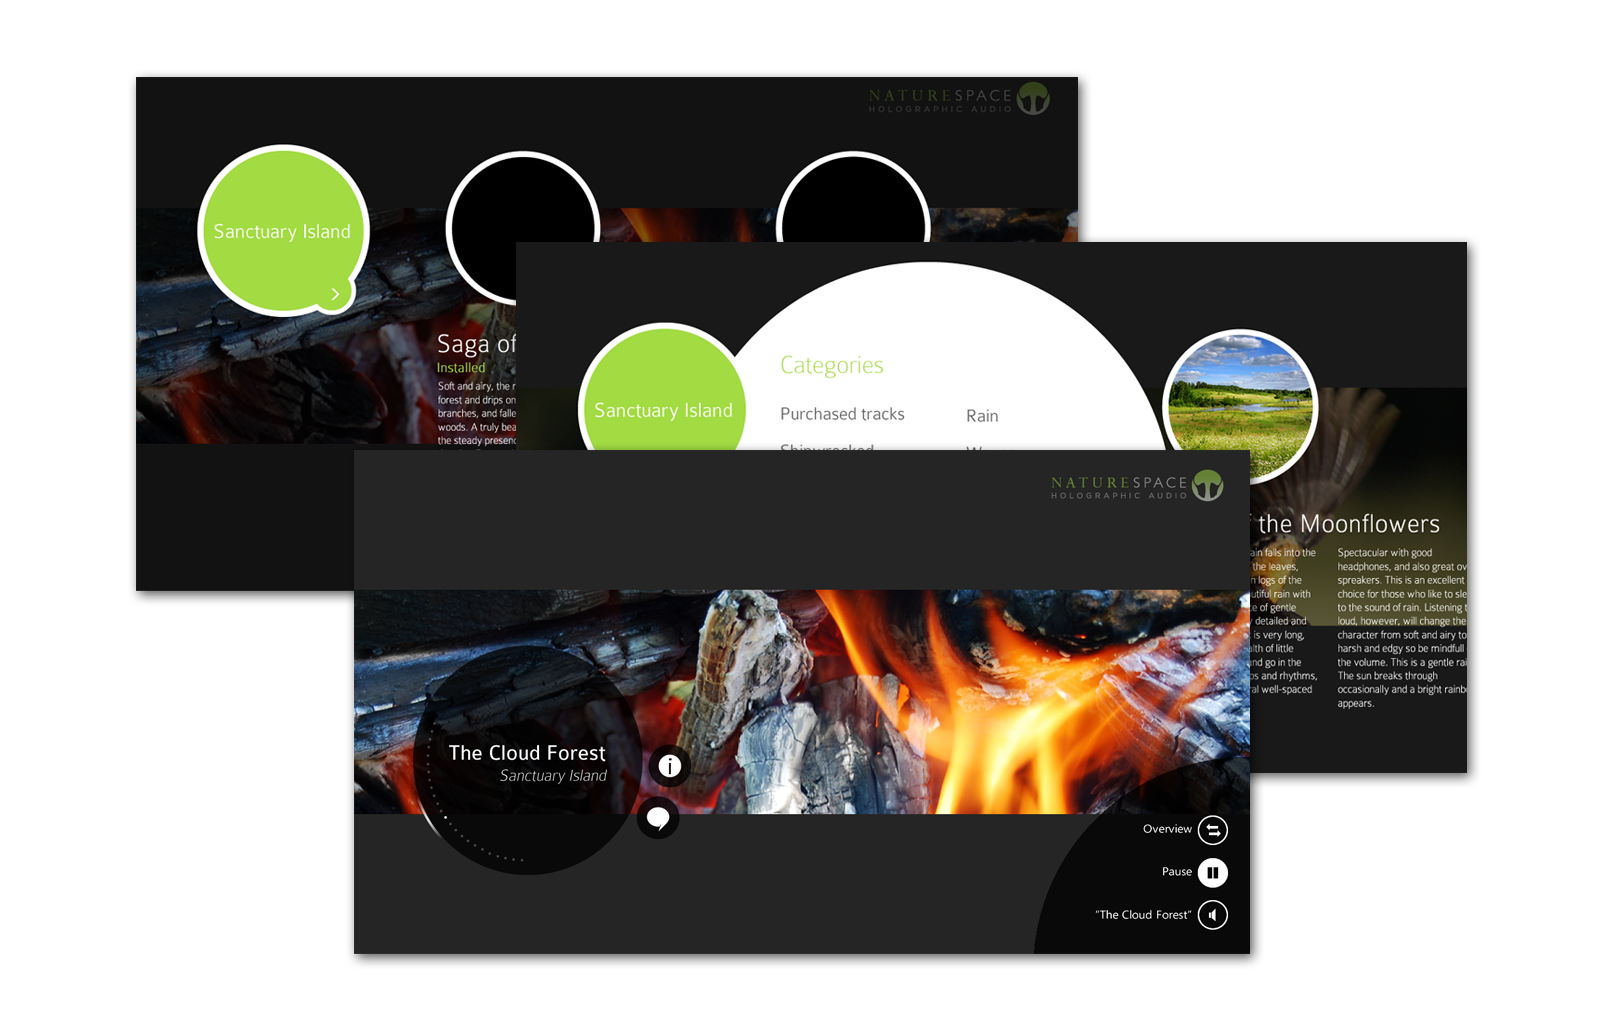 NATURESPACE
HOLOGRAPHIC AUDIO
Sanctuary Island
Saga of
Installed
Soft and airy, the r
forest and drips on
branches, and falle
woods. A truly bea
the steady presenc
Sanctuary Island
Categories
Purchased tracks
Rain
Shipwrecked
the Moonflowers
ain falls into the
the leaves,
n logs of the
utiful rain with
ce of gentle
y detailed and
is very long,
alth of little
nd go in the
os and rhythms,
ral well-spaced
Spectacular with good
headphones, and also great ov
spreakers. This is an excellent
choice for those who like to sle
to the sound of rain. Listening t
loud, however, will change the
character from soft and airy to
harsh and edgy so be mindfull
the volume. This is a gentle rai
The sun breaks through
occasionally and a bright rainb
appears.
NATURESPACE
HOLOGRAPHIC AUDIO
The Cloud Forest
Sanctuary Island
Overview
Pause
"The Cloud Forest"